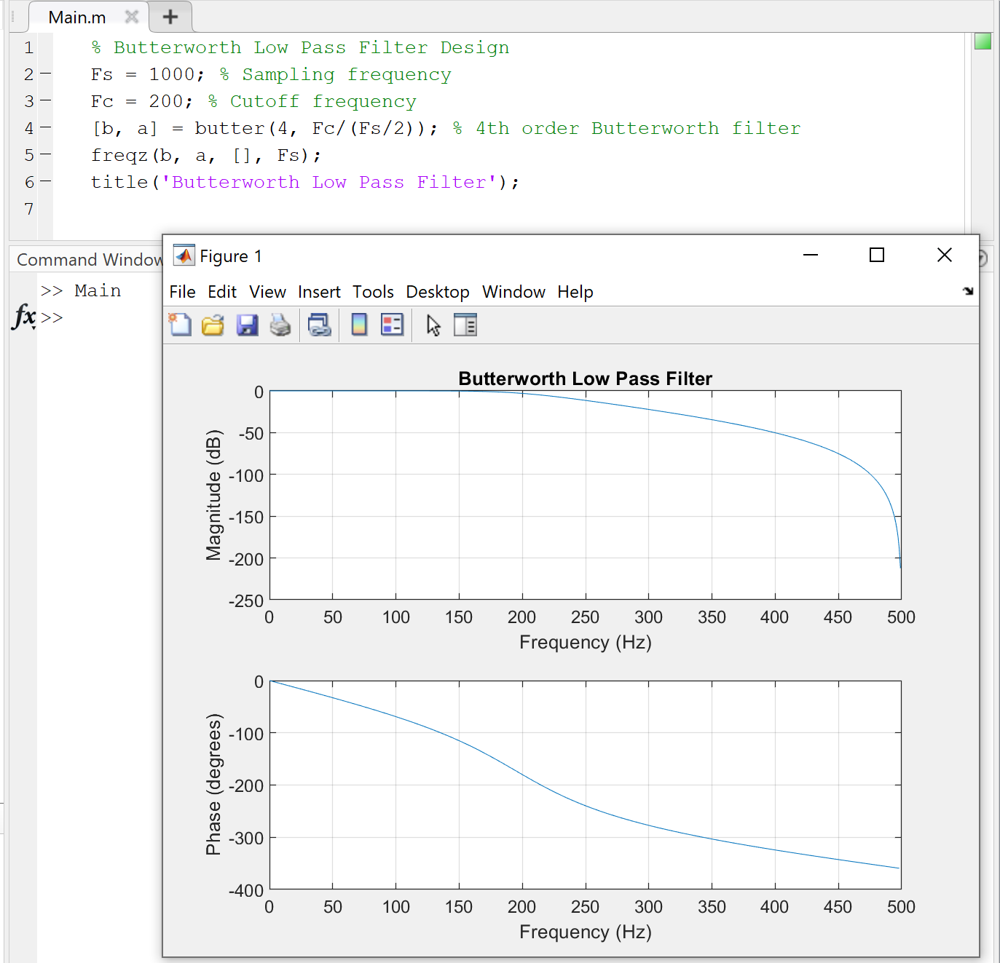 Main.m
1 % Butterworth Low Pass Filter Design
2 Fs = 1000; % Sampling frequency
3 Fc = 200; % Cutoff frequency
4 [b, a] = butter(4, Fc/(Fs/2)); % 4th order Butterworth filter
5 freqz(b, a, [], Fs);
6 title('Butterworth Low Pass Filter');
7
Command Window
>> Main
fx >>
Figure 1
File Edit View Insert Tools Desktop Window Help
Butterworth Low Pass Filter
Magnitude (dB)
0
-50
-100
-150
-200
-250
0 50 100 150 200 250 300 350 400 450 500
Frequency (Hz)
Phase (degrees)
0
-100
-200
-300
-400
0 50 100 150 200 250 300 350 400 450 500
Frequency (Hz)